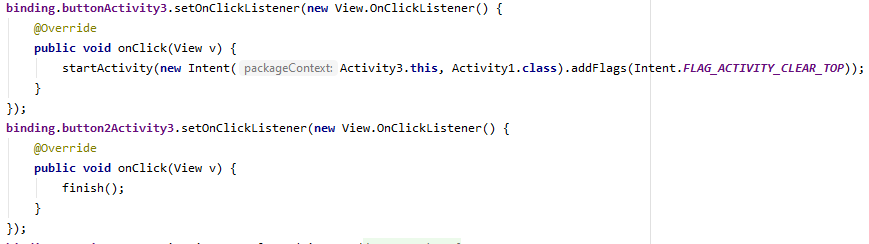 binding.buttonActivity3.setOnClickListener(new View.OnClickListener() {
@Override
public void onClick(View v) {
startActivity(new Intent( packageContext: Activity3.this, Activity1.class).addFlags(Intent.FLAG_ACTIVITY_CLEAR_TOP));
}
});
binding.button2Activity3.setOnClickListener(new View.OnClickListener() {
@Override
public void onClick(View v) {
finish();
}
});